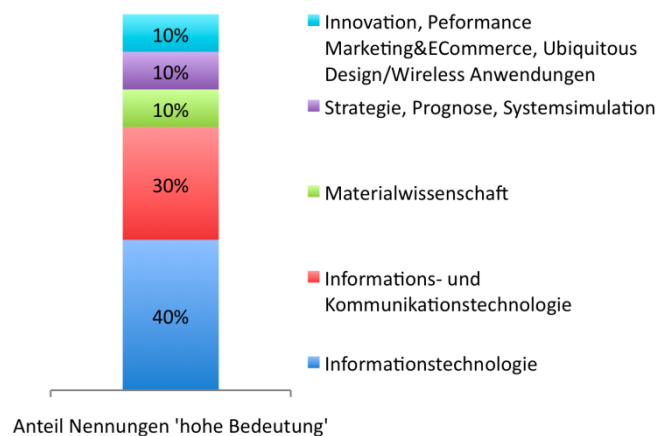 10%
10%
10%
30%
40%
Innovation, Peformance
Marketing&ECommerce, Ubiquitous
Design/Wireless Anwendungen
Strategie, Prognose, Systemsimulation
Materialwissenschaft
Informations- und
Kommunikationstechnologie
Informationstechnologie
Anteil Nennungen 'hohe Bedeutung'